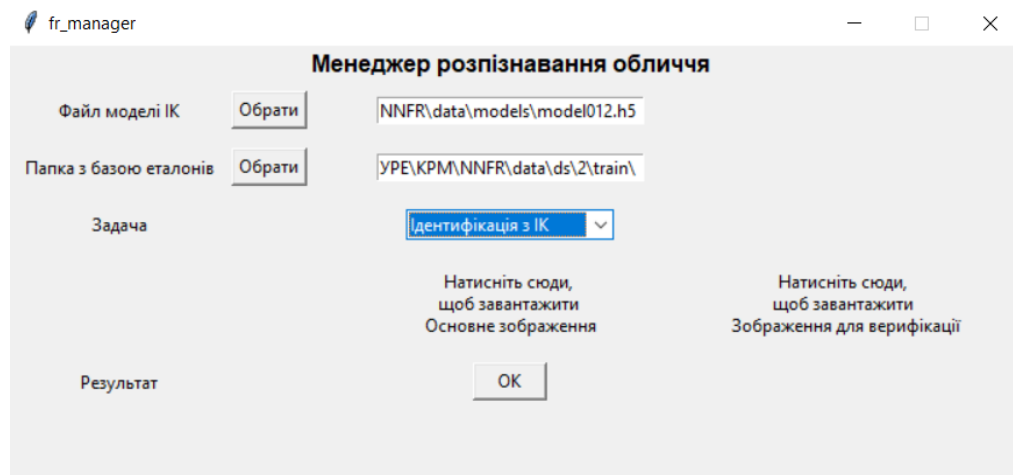 fr_manager
Менеджер розпізнавання обличчя
Файл моделі ІК
Обрати
NNFR\data\models\model012.h5
Папка з базою еталонів
Обрати
УРЕ\КРМ\NNFR\data\ds\2\train\
Задача
Ідентифікація з ІК
Натисніть сюди,
щоб завантажити
Основне зображення
Натисніть сюди,
щоб завантажити
Зображення для верифікації
Результат
ОК